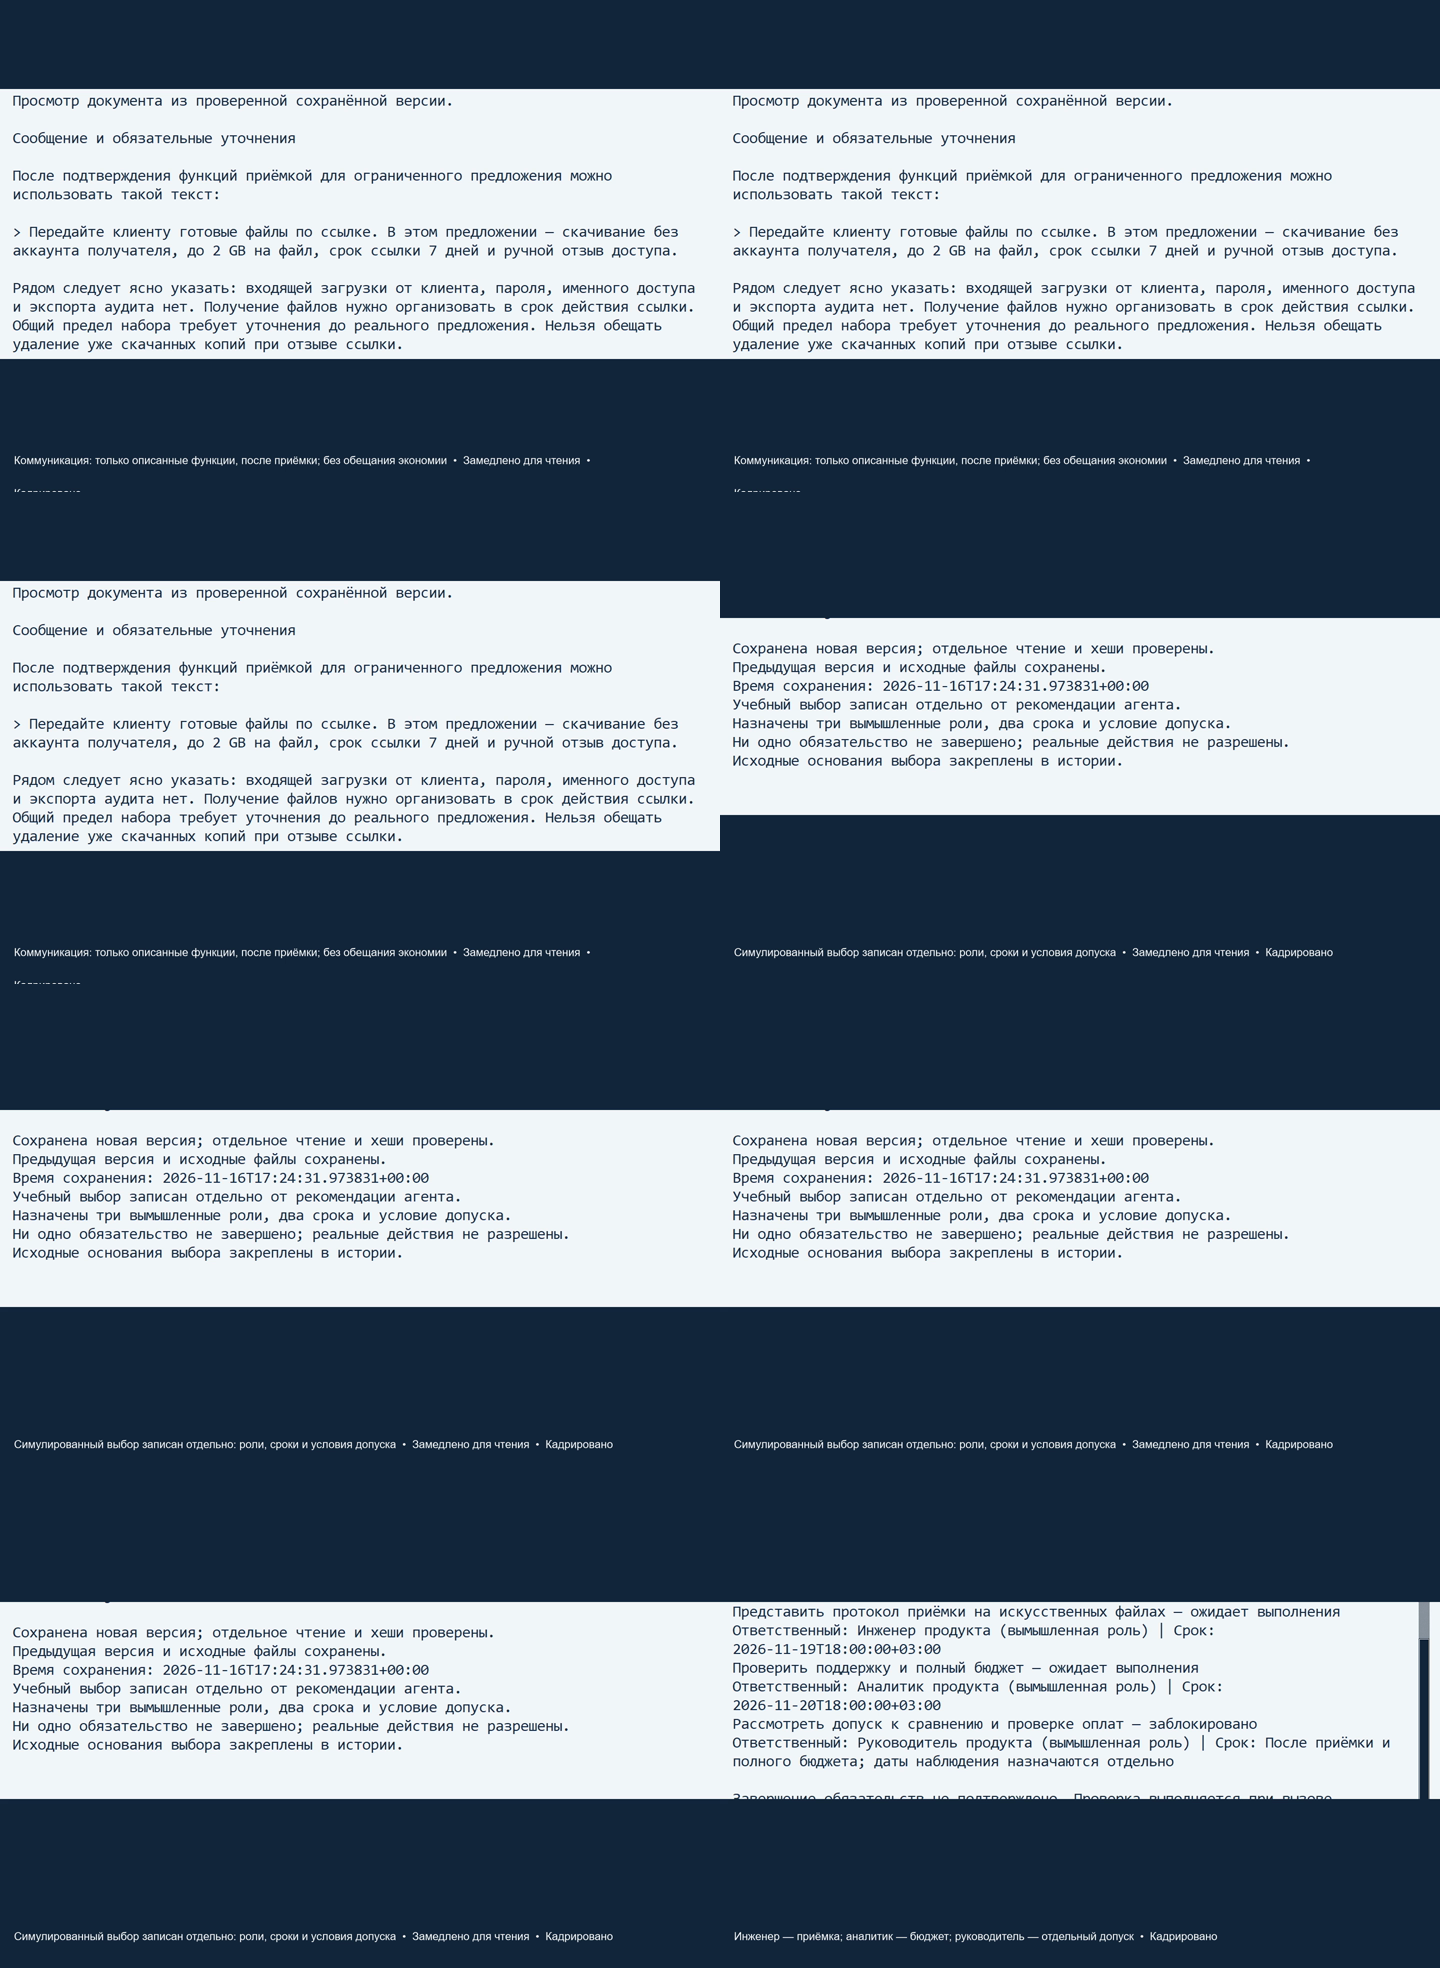 Просмотр документа из проверенной сохранённой версии.
Сообщение и обязательные уточнения
После подтверждения функций приёмкой для ограниченного предложения можно
использовать такой текст:
> Передайте клиенту готовые файлы по ссылке. В этом предложении — скачивание без
аккаунта получателя, до 2 GB на файл, срок ссылки 7 дней и ручной отзыв доступа.
Рядом следует ясно указать: входящей загрузки от клиента, пароля, именного доступа
и экспорта аудита нет. Получение файлов нужно организовать в срок действия ссылки.
Общий предел набора требует уточнения до реального предложения. Нельзя обещать
удаление уже скачанных копий при отзыве ссылки.
Коммуникация: только описанные функции, после приёмки; без обещания экономии • Замедлено для чтения •
Просмотр документа из проверенной сохранённой версии.
Сообщение и обязательные уточнения
После подтверждения функций приёмкой для ограниченного предложения можно
использовать такой текст:
> Передайте клиенту готовые файлы по ссылке. В этом предложении — скачивание без
аккаунта получателя, до 2 GB на файл, срок ссылки 7 дней и ручной отзыв доступа.
Рядом следует ясно указать: входящей загрузки от клиента, пароля, именного доступа
и экспорта аудита нет. Получение файлов нужно организовать в срок действия ссылки.
Общий предел набора требует уточнения до реального предложения. Нельзя обещать
удаление уже скачанных копий при отзыве ссылки.
Коммуникация: только описанные функции, после приёмки; без обещания экономии • Замедлено для чтения •
Просмотр документа из проверенной сохранённой версии.
Сообщение и обязательные уточнения
После подтверждения функций приёмкой для ограниченного предложения можно
использовать такой текст:
> Передайте клиенту готовые файлы по ссылке. В этом предложении — скачивание без
аккаунта получателя, до 2 GB на файл, срок ссылки 7 дней и ручной отзыв доступа.
Рядом следует ясно указать: входящей загрузки от клиента, пароля, именного доступа
и экспорта аудита нет. Получение файлов нужно организовать в срок действия ссылки.
Общий предел набора требует уточнения до реального предложения. Нельзя обещать
удаление уже скачанных копий при отзыве ссылки.
Коммуникация: только описанные функции, после приёмки; без обещания экономии • Замедлено для чтения •
Сохранена новая версия; отдельное чтение и хеши проверены.
Предыдущая версия и исходные файлы сохранены.
Время сохранения: 2026-11-16T17:24:31.973831+00:00
Учебный выбор записан отдельно от рекомендации агента.
Назначены три вымышленные роли, два срока и условие допуска.
Ни одно обязательство не завершено; реальные действия не разрешены.
Исходные основания выбора закреплены в истории.
Симулированный выбор записан отдельно: роли, сроки и условия допуска • Замедлено для чтения • Кадрировано
Сохранена новая версия; отдельное чтение и хеши проверены.
Предыдущая версия и исходные файлы сохранены.
Время сохранения: 2026-11-16T17:24:31.973831+00:00
Учебный выбор записан отдельно от рекомендации агента.
Назначены три вымышленные роли, два срока и условие допуска.
Ни одно обязательство не завершено; реальные действия не разрешены.
Исходные основания выбора закреплены в истории.
Симулированный выбор записан отдельно: роли, сроки и условия допуска • Замедлено для чтения • Кадрировано
Сохранена новая версия; отдельное чтение и хеши проверены.
Предыдущая версия и исходные файлы сохранены.
Время сохранения: 2026-11-16T17:24:31.973831+00:00
Учебный выбор записан отдельно от рекомендации агента.
Назначены три вымышленные роли, два срока и условие допуска.
Ни одно обязательство не завершено; реальные действия не разрешены.
Исходные основания выбора закреплены в истории.
Симулированный выбор записан отдельно: роли, сроки и условия допуска • Замедлено для чтения • Кадрировано
Сохранена новая версия; отдельное чтение и хеши проверены.
Предыдущая версия и исходные файлы сохранены.
Время сохранения: 2026-11-16T17:24:31.973831+00:00
Учебный выбор записан отдельно от рекомендации агента.
Назначены три вымышленные роли, два срока и условие допуска.
Ни одно обязательство не завершено; реальные действия не разрешены.
Исходные основания выбора закреплены в истории.
Симулированный выбор записан отдельно: роли, сроки и условия допуска • Замедлено для чтения • Кадрировано
Представить протокол приёмки на искусственных файлах — ожидает выполнения
Ответственный: Инженер продукта (вымышленная роль) | Срок:
2026-11-19T18:00:00+03:00
Проверить поддержку и полный бюджет — ожидает выполнения
Ответственный: Аналитик продукта (вымышленная роль) | Срок:
2026-11-20T18:00:00+03:00
Рассмотреть допуск к сравнению и проверке оплат — заблокировано
Ответственный: Руководитель продукта (вымышленная роль) | Срок: После приёмки и
полного бюджета; даты наблюдения назначаются отдельно
Инженер — приёмка; аналитик — бюджет; руководитель — отдельный допуск • Кадрировано